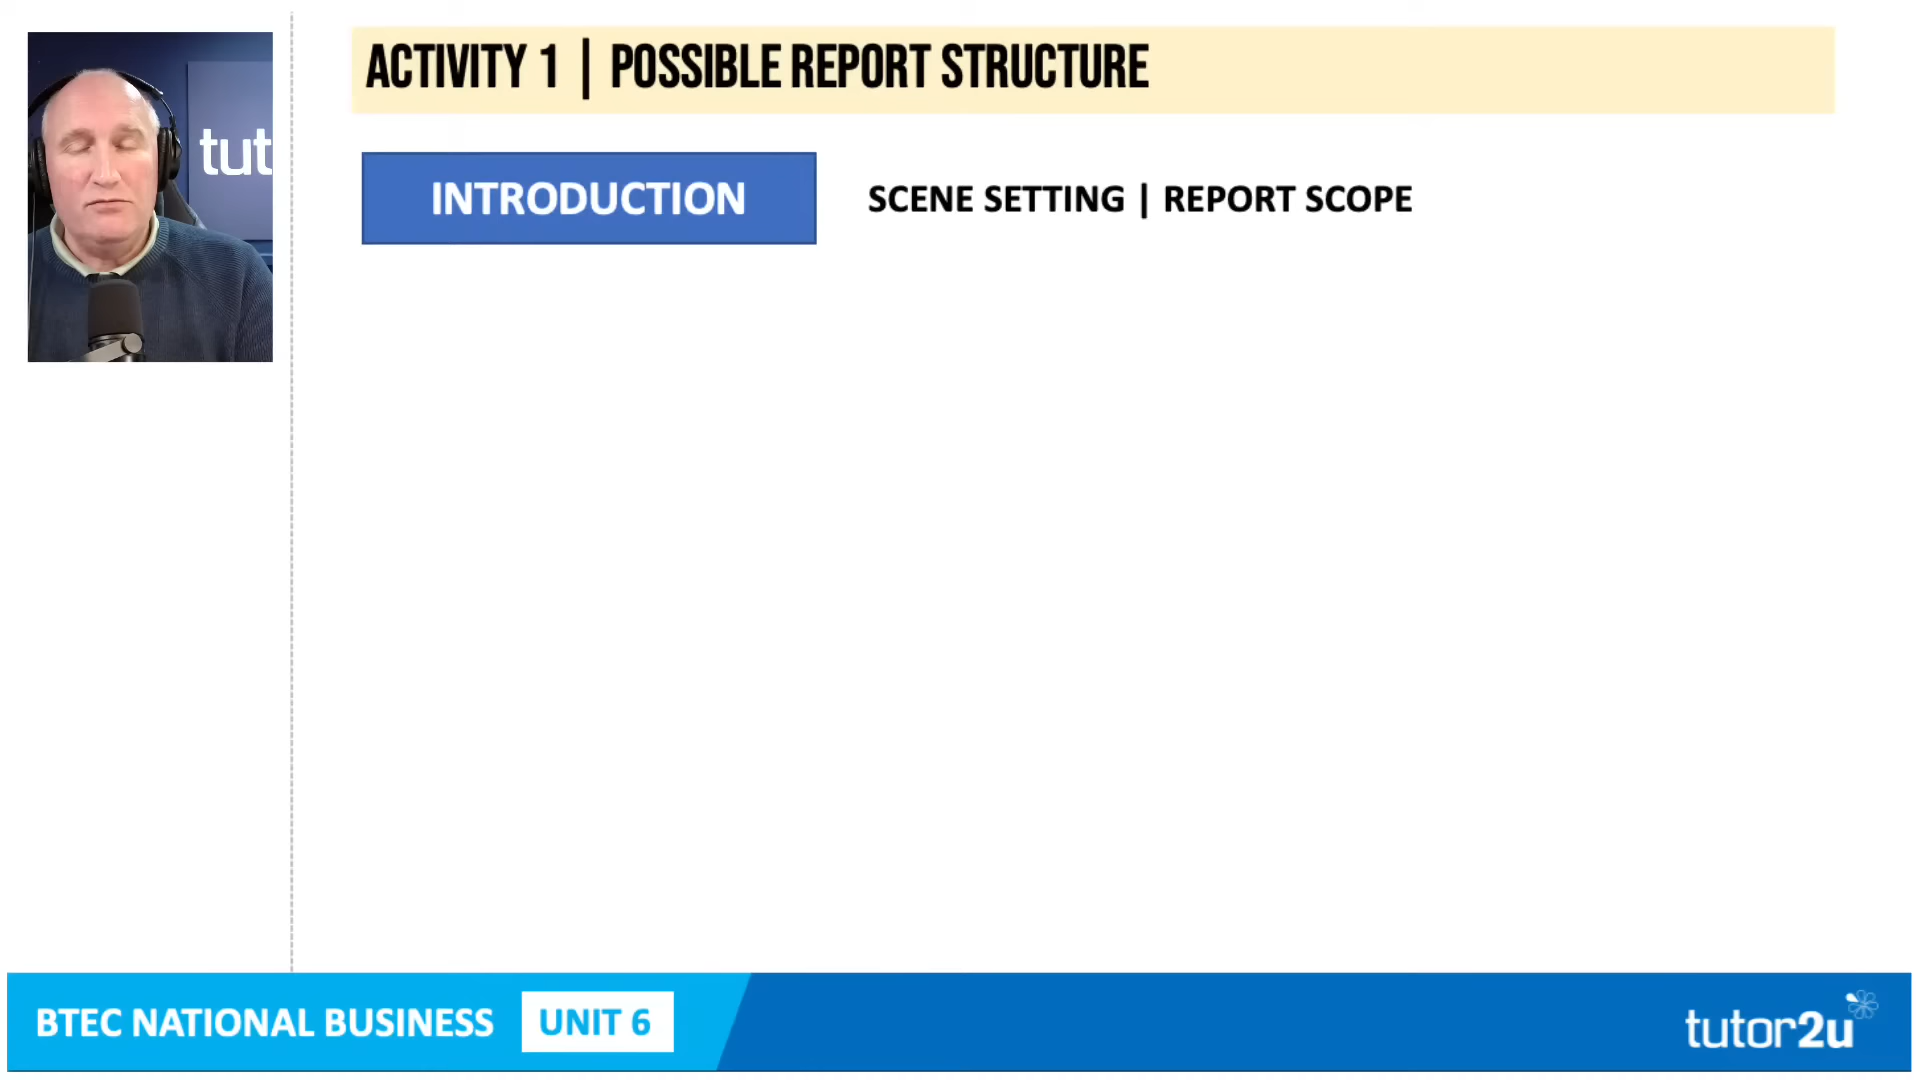 tut
ACTIVITY 1 | POSSIBLE REPORT STRUCTURE
INTRODUCTION
SCENE SETTING | REPORT SCOPE
BTEC NATIONAL BUSINESS
UNIT 6
tutor2u